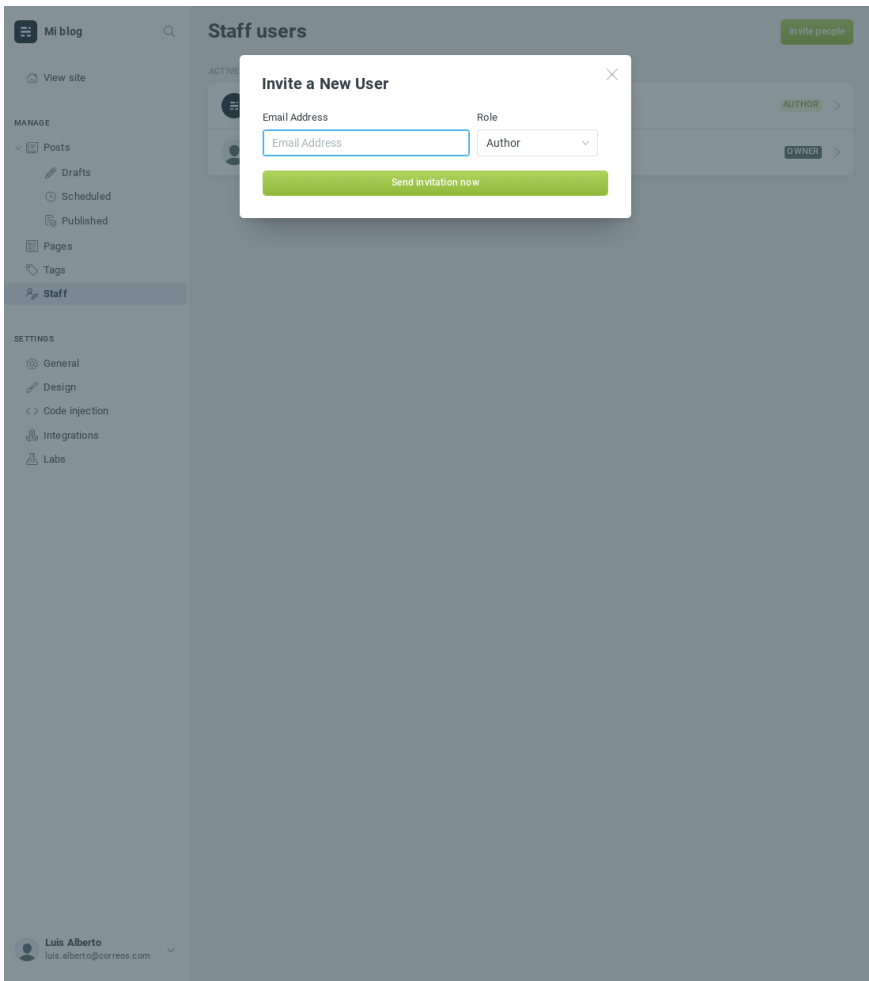 Mi blog
Staff users
Invite people
View site
ACTIVE
Invite a New User
Email Address
Role
Email Address
Author
Send invitation now
AUTHOR
OWNER
MANAGE
Posts
Drafts
Scheduled
Published
Pages
Tags
Staff
SETTINGS
General
Design
Code injection
Integrations
Labs
Luis Alberto
luis.alberto@correos.com